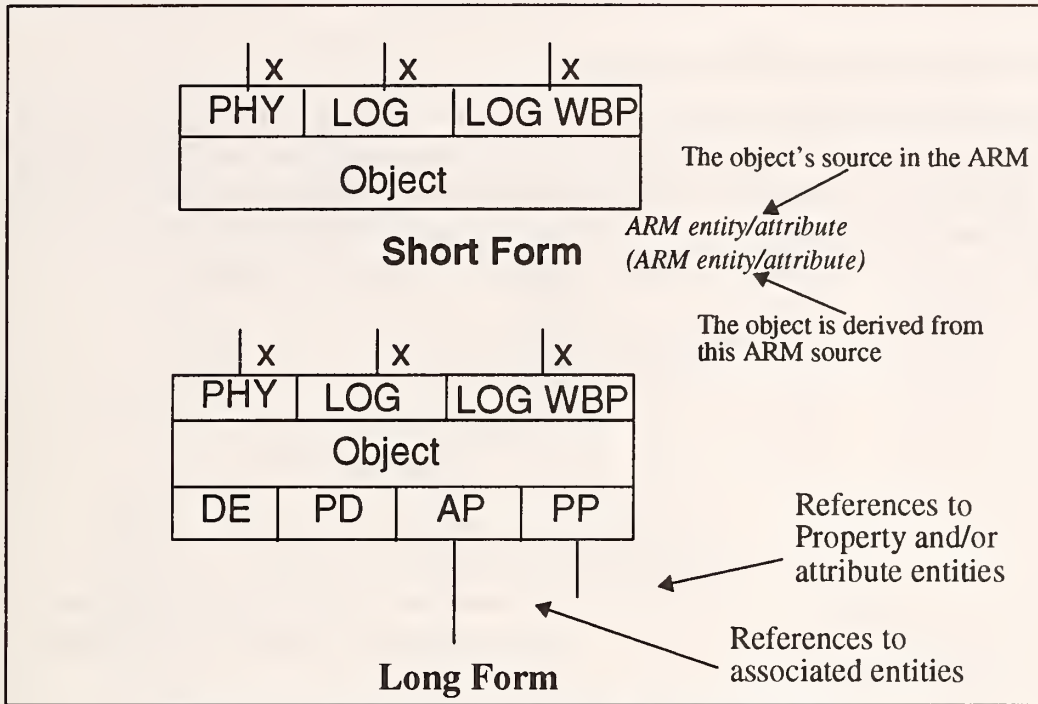 x x x
PHY LOG LOG WBP
Object
The object's source in the ARM
Short Form
ARM entity/attribute
(ARM entity/attribute)
The object is derived from
this ARM source
x x x
PHY LOG LOG WBP
Object
DE PD AP PP
References to
Property and/or
attribute entities
References to
associated entities
Long Form